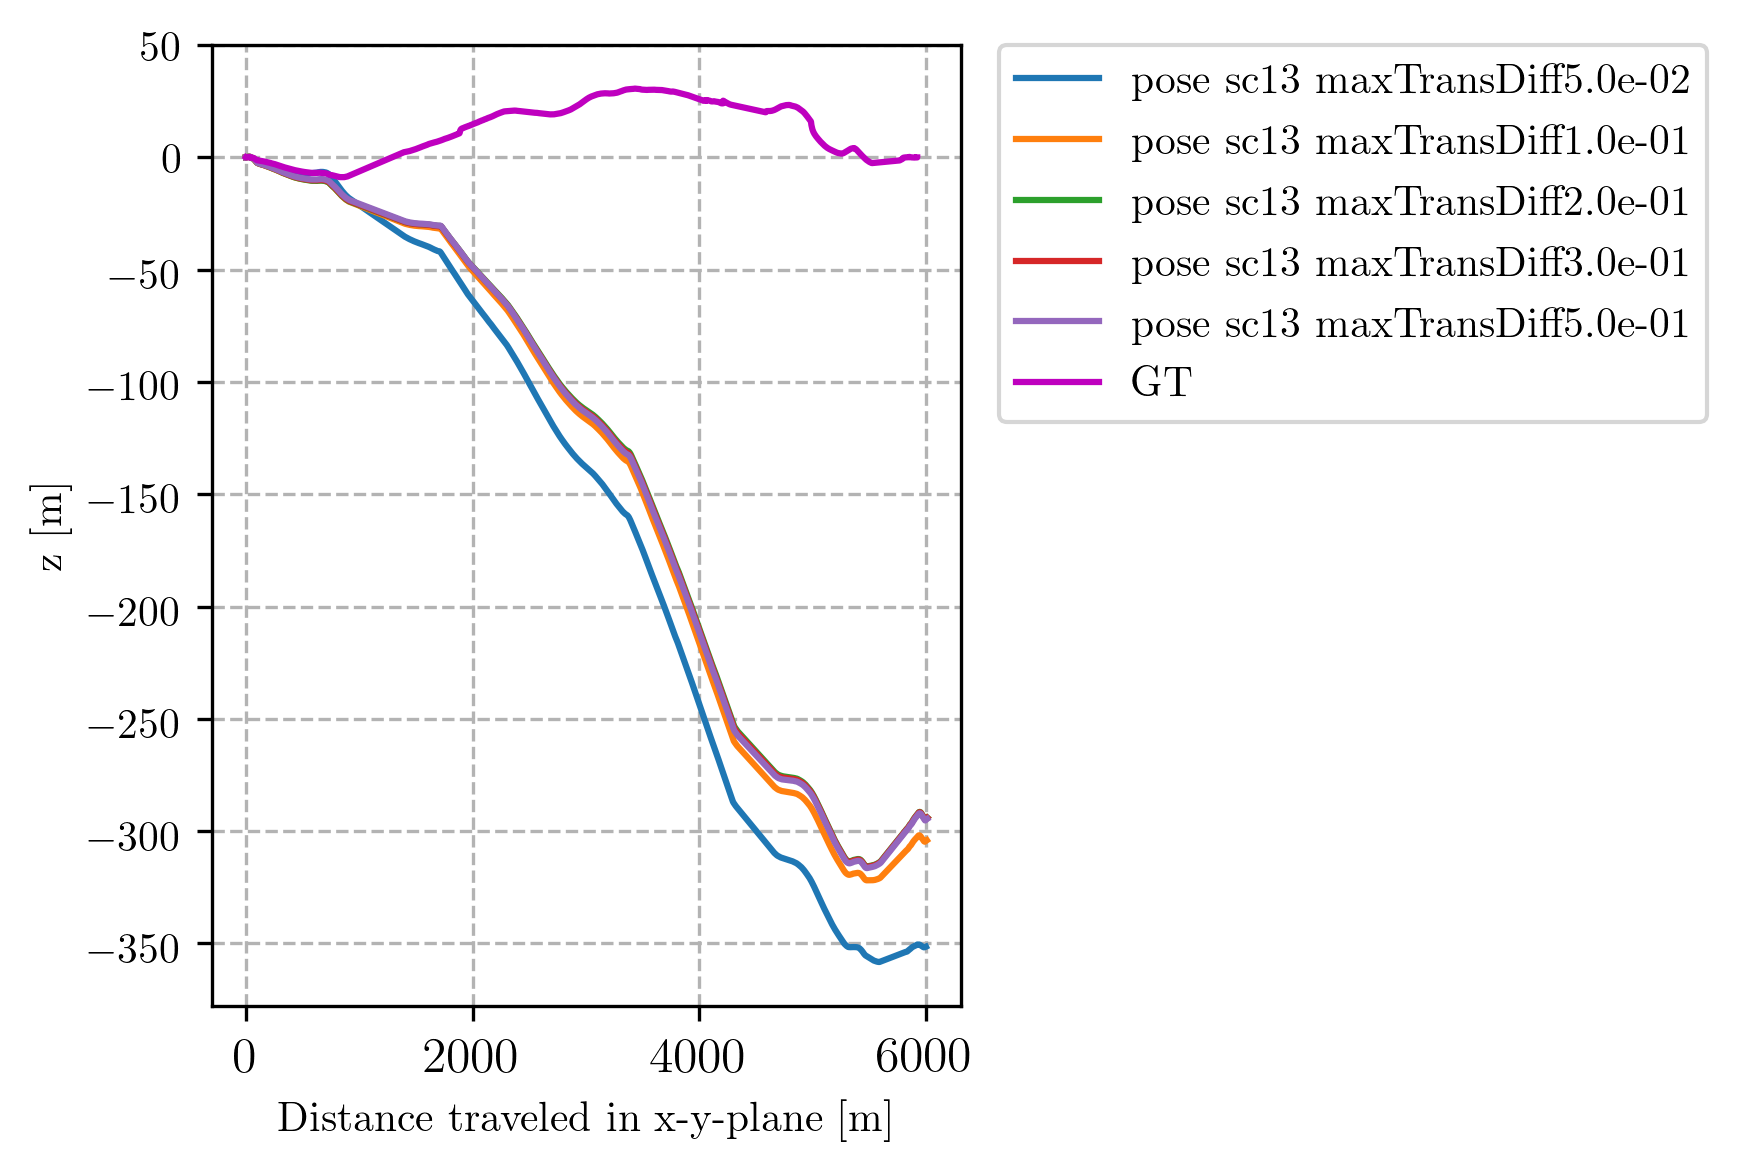 50
0
−50
−100
−150
−200
−250
−300
−350
z [m]
0 2000 4000 6000
Distance traveled in x-y-plane [m]
pose sc13 maxTransDiff5.0e-02
pose sc13 maxTransDiff1.0e-01
pose sc13 maxTransDiff2.0e-01
pose sc13 maxTransDiff3.0e-01
pose sc13 maxTransDiff5.0e-01
GT